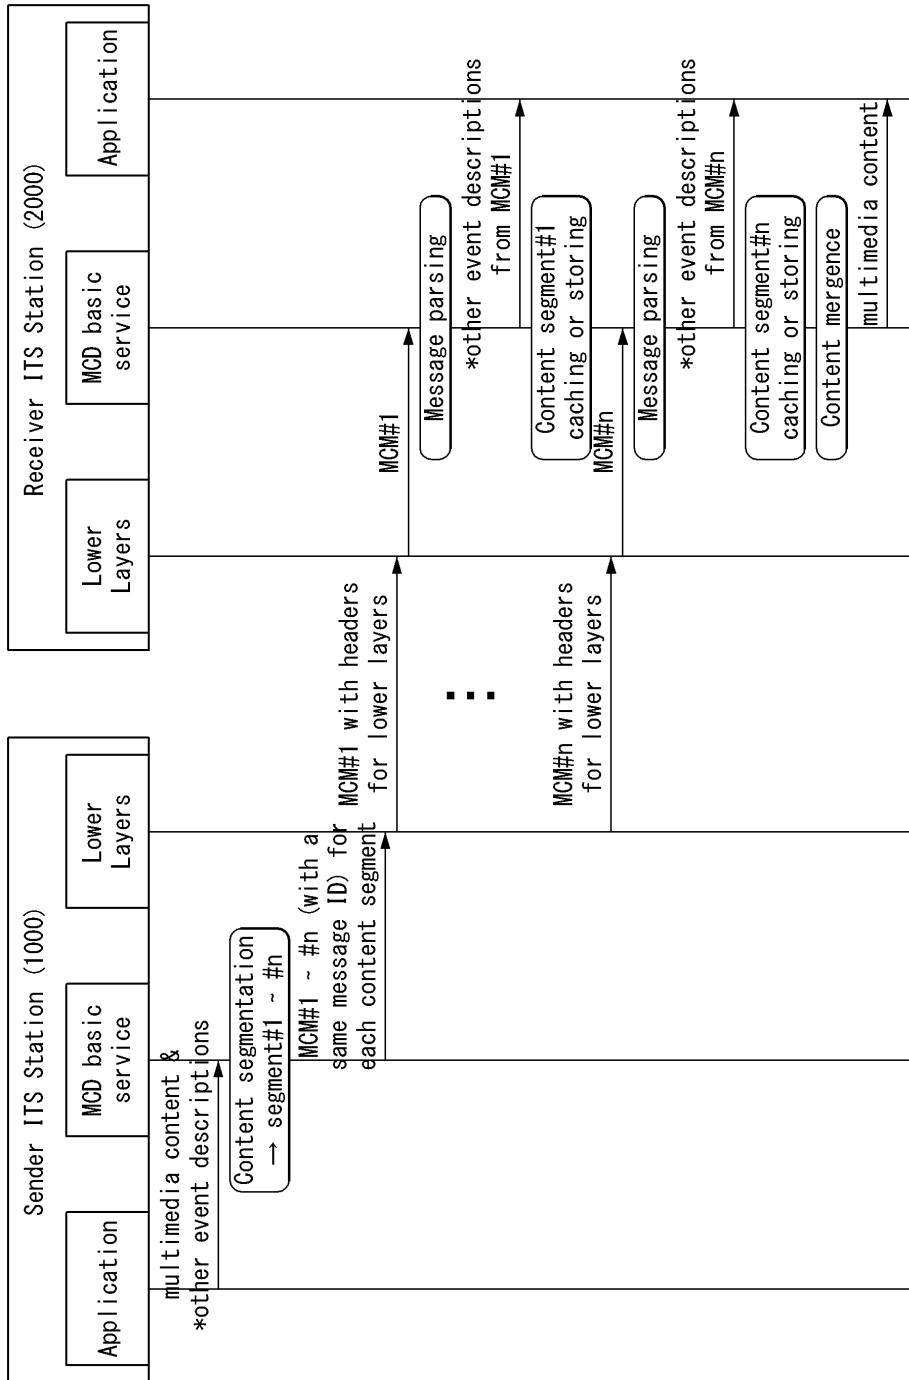 Sender ITS Station (1000)
Receiver ITS Station (2000)
Application
MCD basic
service
Lower
Layers
Lower
Layers
MCD basic
service
Application
multimedia content &
*other event descriptions
Content segmentation
→ segment#1 ~ #n
MCM#1 ~ #n (with a
same message ID) for
each content segment
MCM#1 with headers
for lower layers
MCM#1
Message parsing
*other event descriptions
from MCM#1
Content segment#1
caching or storing
MCM#n with headers
for lower layers
MCM#n
Message parsing
*other event descriptions
from MCM#n
Content segment#n
caching or storing
Content mergence
multimedia content